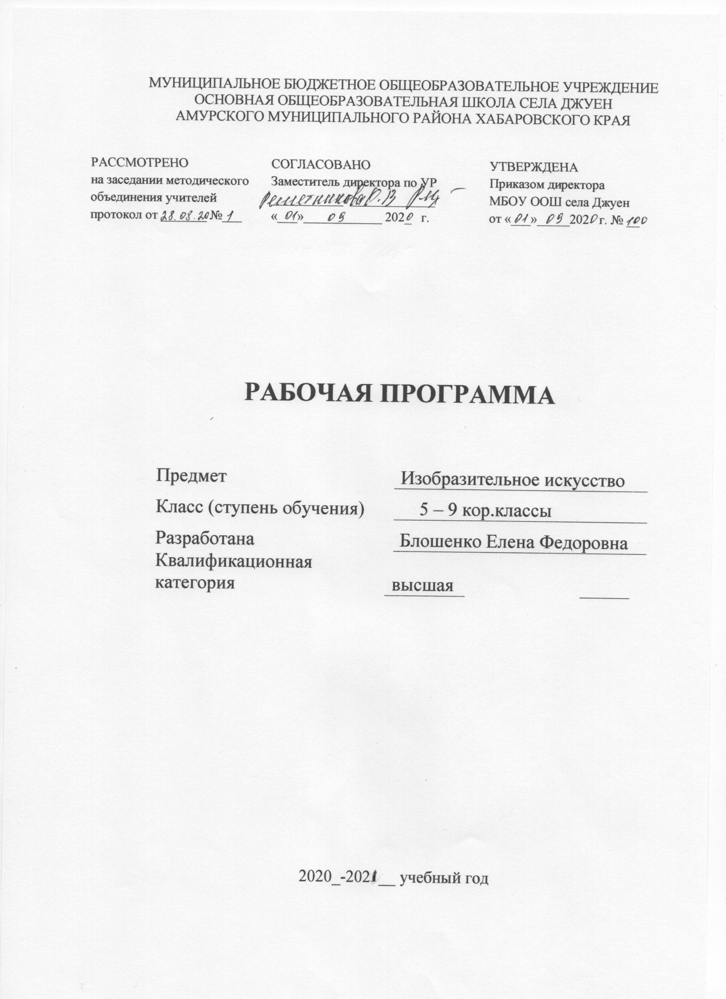 МУНИЦИПАЛЬНОЕ БЮДЖЕТНОЕ ОБЩЕОБРАЗОВАТЕЛЬНОЕ УЧРЕЖДЕНИЕ
ОСНОВНАЯ ОБЩЕОБРАЗОВАТЕЛЬНАЯ ШКОЛА СЕЛА ДЖУЕН
АМУРСКОГО МУНИЦИПАЛЬНОГО РАЙОНА ХАБАРОВСКОГО КРАЯ
РАССМОТРЕНО
на заседании методического
объединения учителей
протокол от 28.08.20 № 1
СОГЛАСОВАНО
Заместитель директора по УР
О.В
«01» 09 2020 г.
УТВЕРЖДЕНА
Приказом директора
МБОУ ООШ села Джуен
от «01» 09 2020 г. № 100
РАБОЧАЯ ПРОГРАММА
Предмет Изобразительное искусство
Класс (ступень обучения) 5 – 9 кор.классы
Разработана Блошенко Елена Федоровна
Квалификационная
категория высшая
2020_-2021__ учебный год